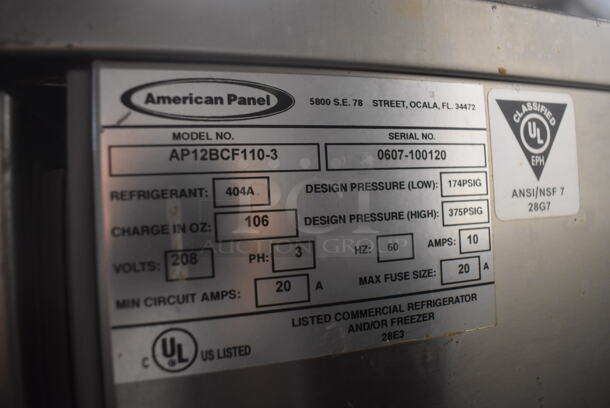 American Panel
5800 S.E. 78 STREET, OCALA, FL. 34472
MODEL NO. SERIAL NO.
AP12BCF110-3 0607-100120
REFRIGERANT: 404A DESIGN PRESSURE (LOW): 174PSIG
CHARGE IN OZ: 106 DESIGN PRESSURE (HIGH): 375PSIG
VOLTS: 208 PH: 3 HZ: 60 AMPS: 10
MIN CIRCUIT AMPS: 20 A MAX FUSE SIZE: 20 A
LISTED COMMERCIAL REFRIGERATOR
AND/OR FREEZER
28E3
C UL US LISTED
CLASSIFIED
UL
EPH
ANSI/NSF 7
28G7
PCI
AUCTION GROUP